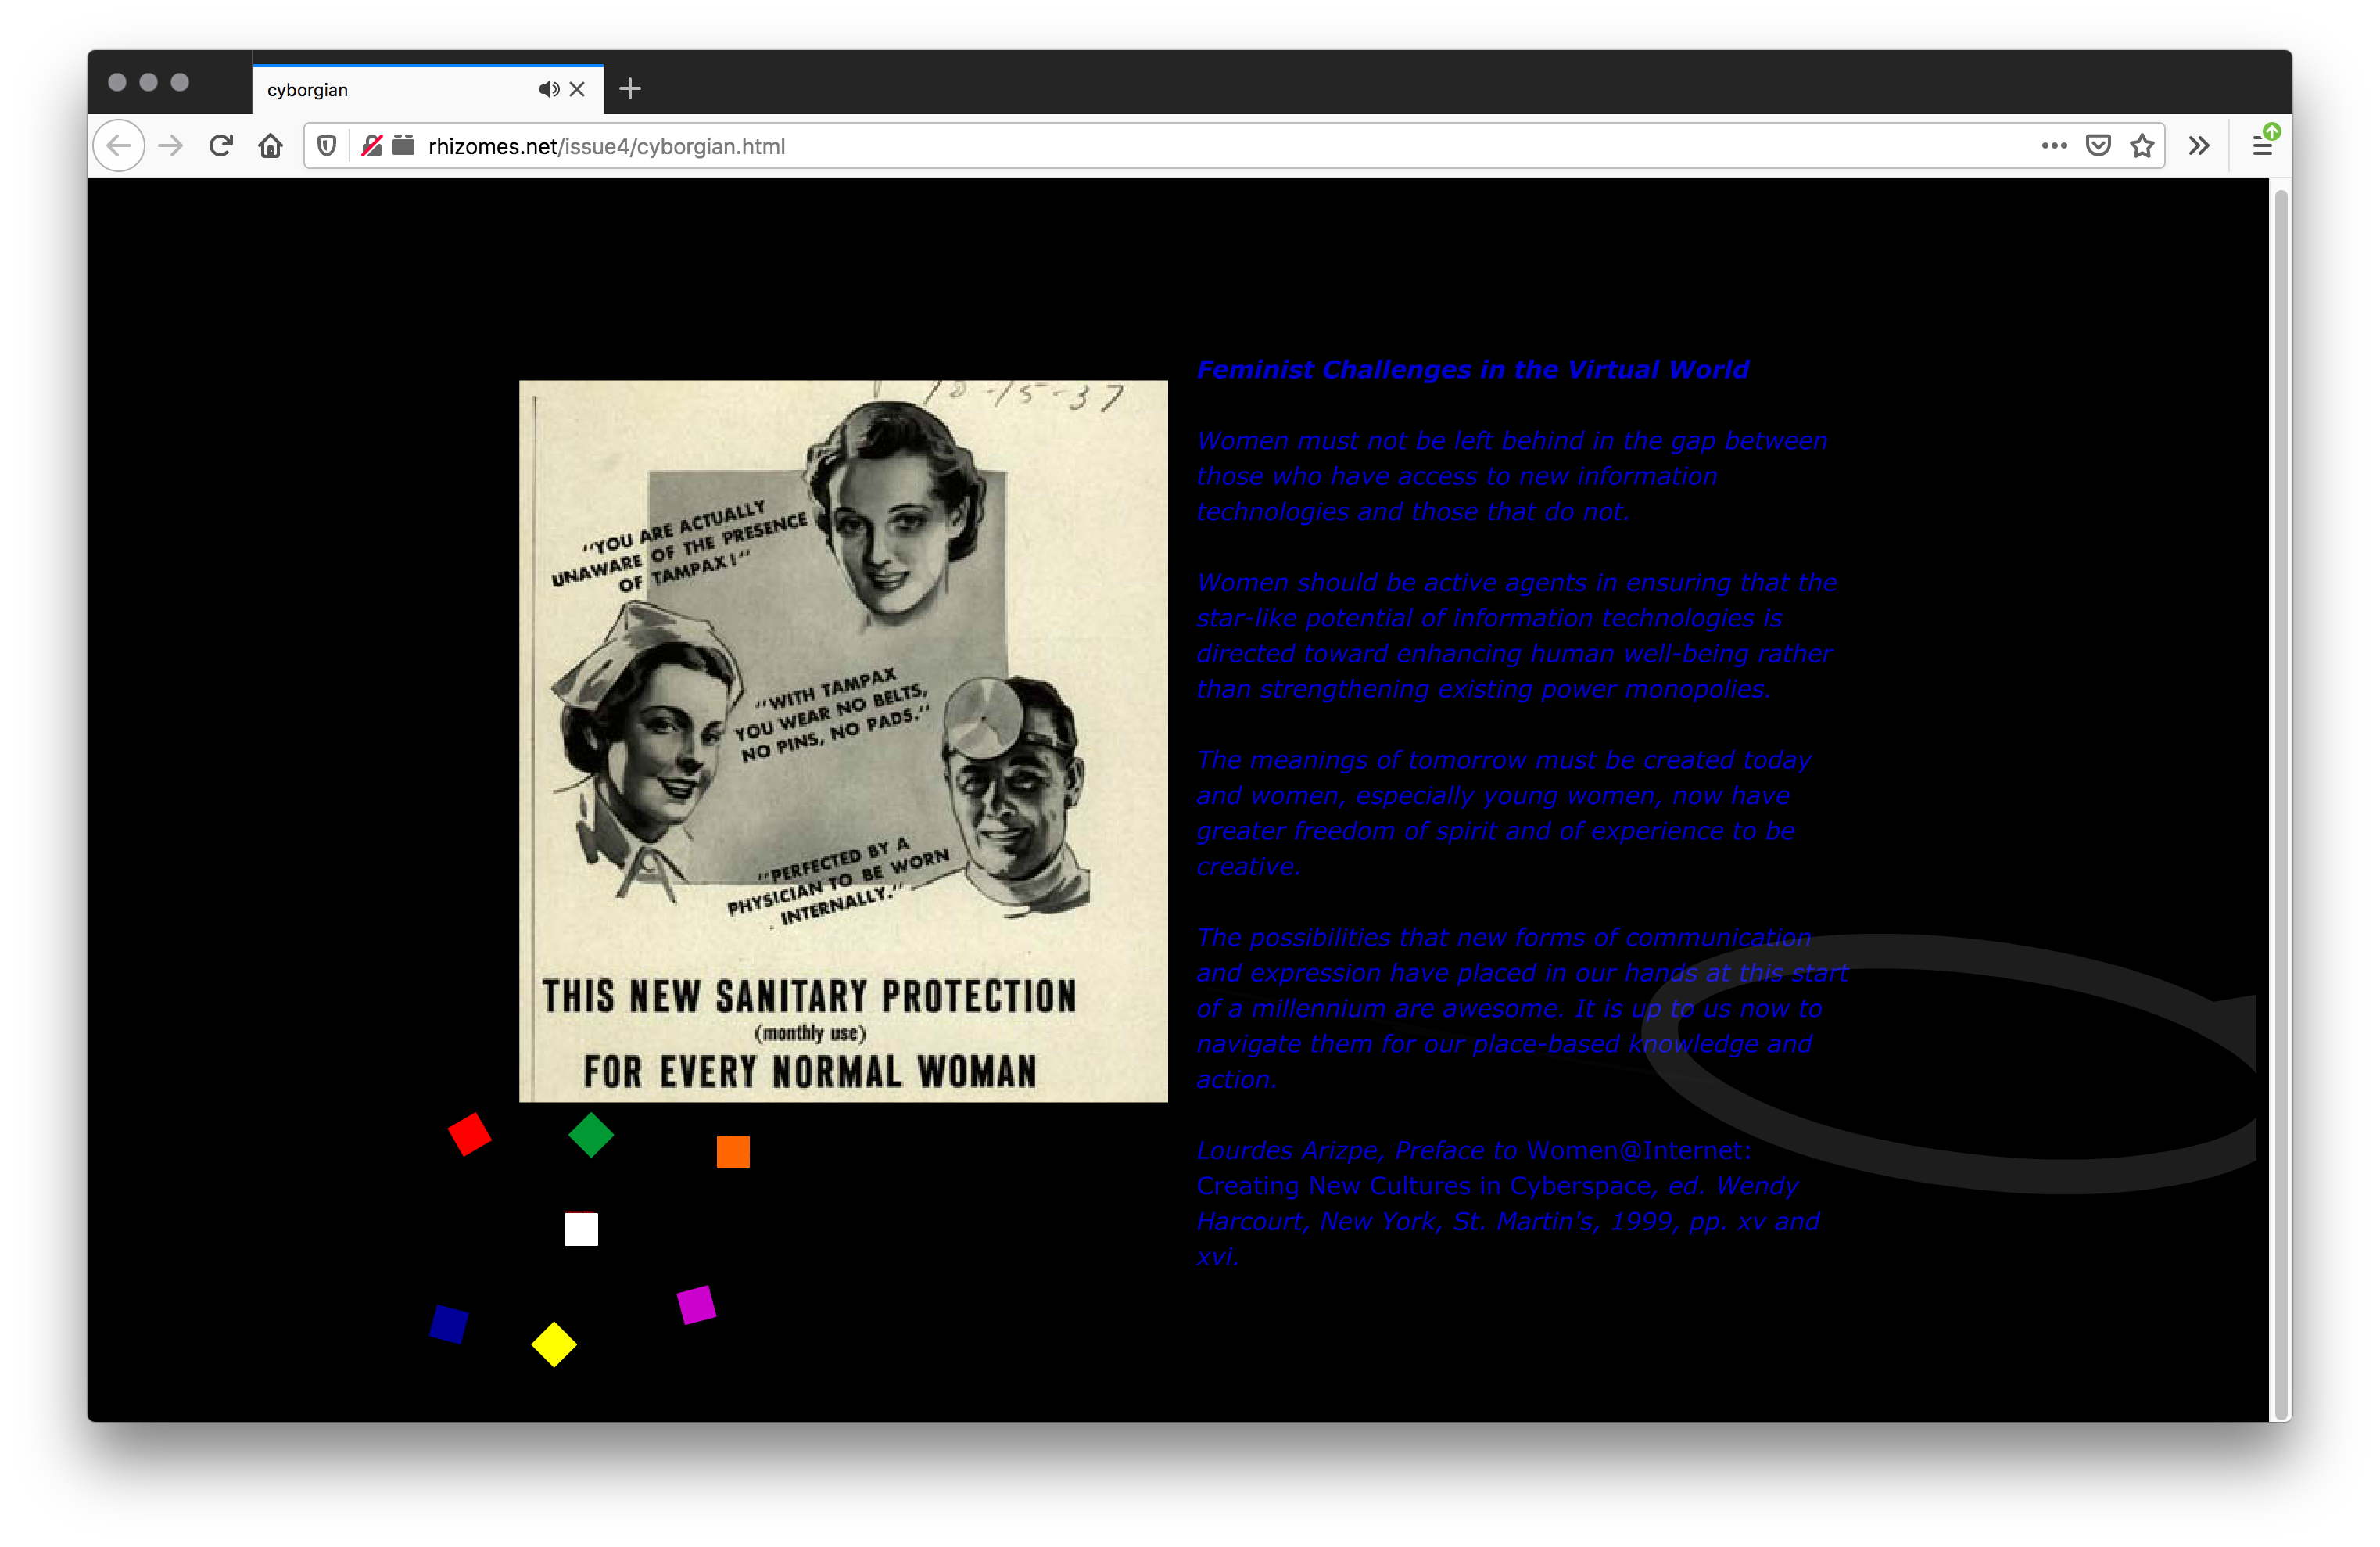 cyborgian
rhizomes.net/issue4/cyborgian.html
10-15-37
"YOU ARE ACTUALLY
UNAWARE OF THE PRESENCE
OF TAMPAX!"
"WITH TAMPAX
YOU WEAR NO BELTS,
NO PINS, NO PADS."
"PERFECTED BY A
PHYSICIAN TO BE WORN
INTERNALLY."
THIS NEW SANITARY PROTECTION
(monthly use)
FOR EVERY NORMAL WOMAN
Feminist Challenges in the Virtual World
Women must not be left behind in the gap between
those who have access to new information
technologies and those that do not.
Women should be active agents in ensuring that the
star-like potential of information technologies is
directed toward enhancing human well-being rather
than strengthening existing power monopolies.
The meanings of tomorrow must be created today
and women, especially young women, now have
greater freedom of spirit and of experience to be
creative.
The possibilities that new forms of communication
and expression have placed in our hands at this start
of a millennium are awesome. It is up to us now to
navigate them for our place-based knowledge and
action.
Lourdes Arizpe, Preface to Women@Internet:
Creating New Cultures in Cyberspace, ed. Wendy
Harcourt, New York, St. Martin's, 1999, pp. xv and
xvi.